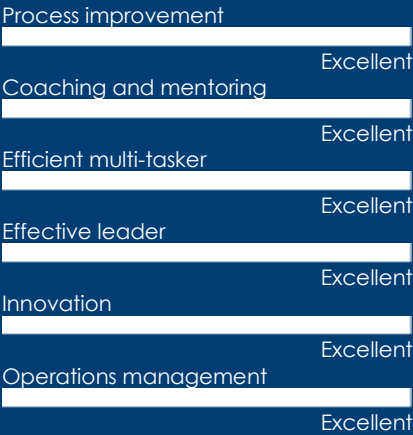 Process improvement
Excellent
Coaching and mentoring
Excellent
Efficient multi-tasker
Excellent
Effective leader
Excellent
Innovation
Excellent
Operations management
Excellent